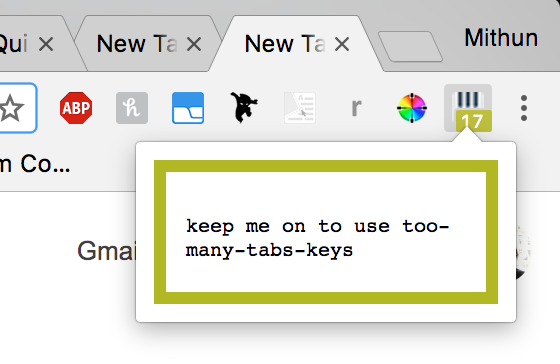 Qui New Ta New Ta Mithun
ABP h r 17
m Co...
Gmai
keep me on to use too-
many-tabs-keys